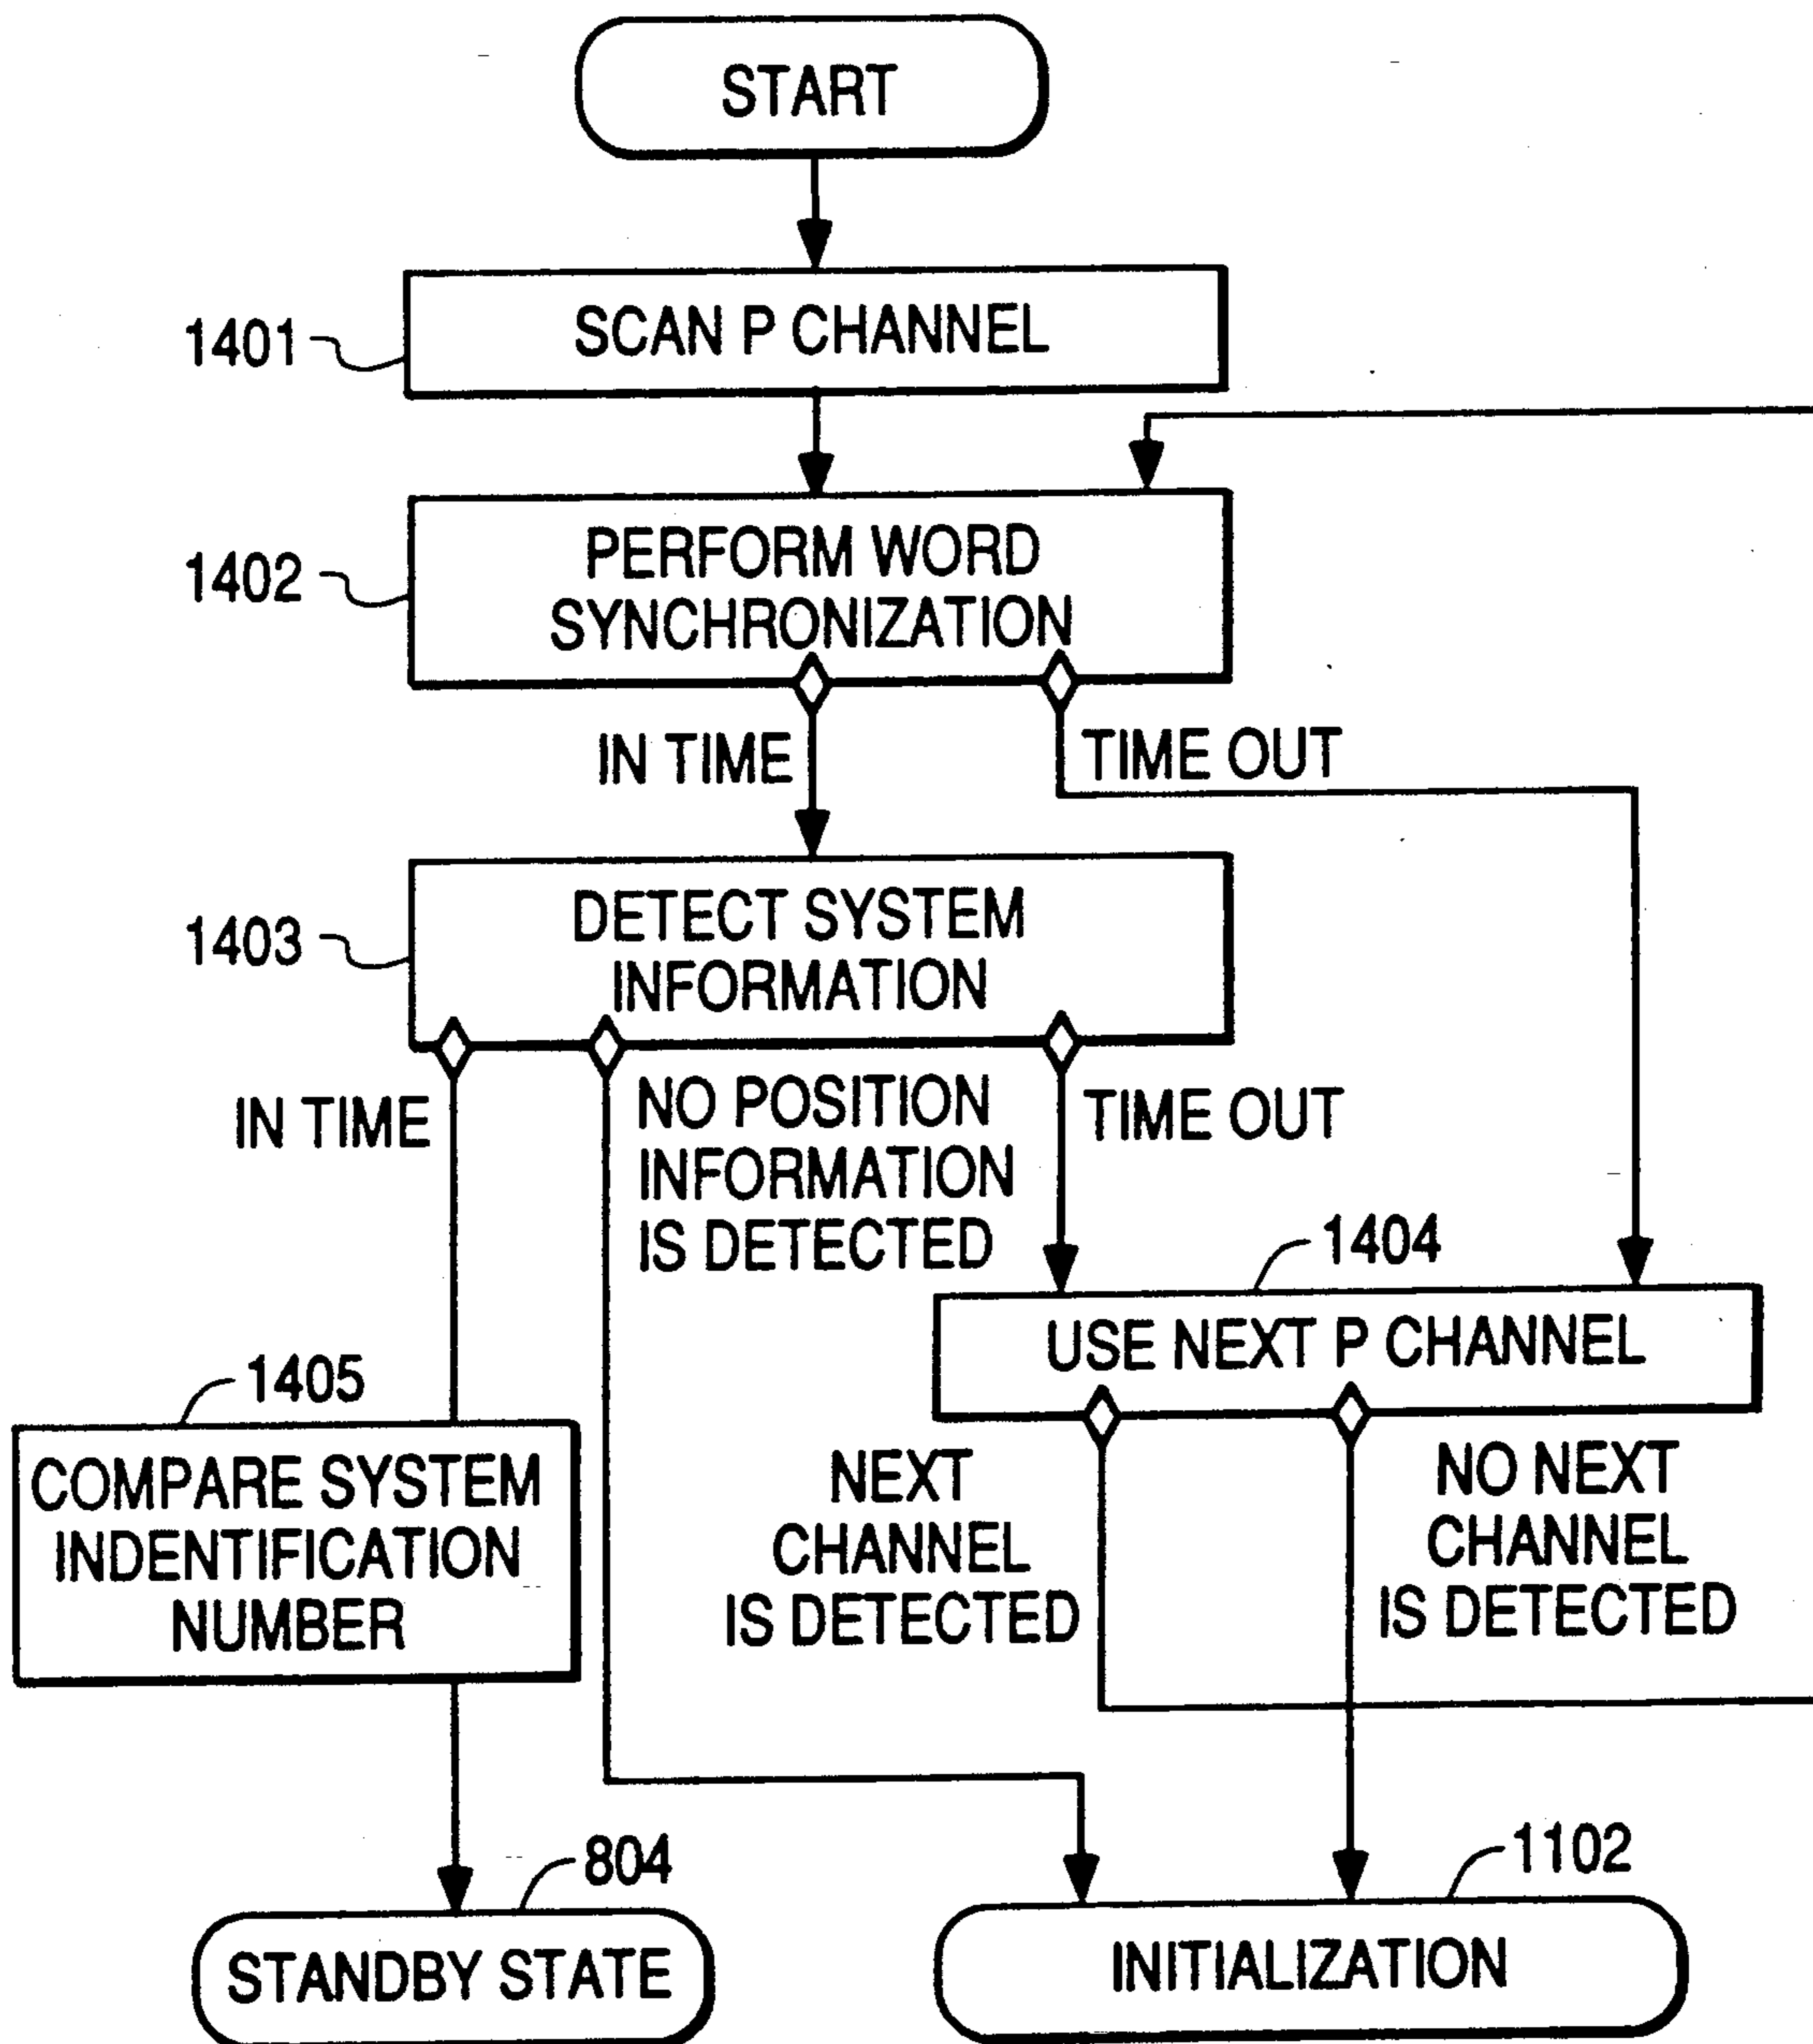 START
SCAN P CHANNEL
1401
PERFORM WORD
SYNCHRONIZATION
1402
IN TIME
TIME OUT
DETECT SYSTEM
INFORMATION
1403
IN TIME
NO POSITION
INFORMATION
IS DETECTED
TIME OUT
1404
USE NEXT P CHANNEL
1405
COMPARE SYSTEM
INDENTIFICATION
NUMBER
NEXT
CHANNEL
IS DETECTED
NO NEXT
CHANNEL
IS DETECTED
804
STANDBY STATE
1102
INITIALIZATION